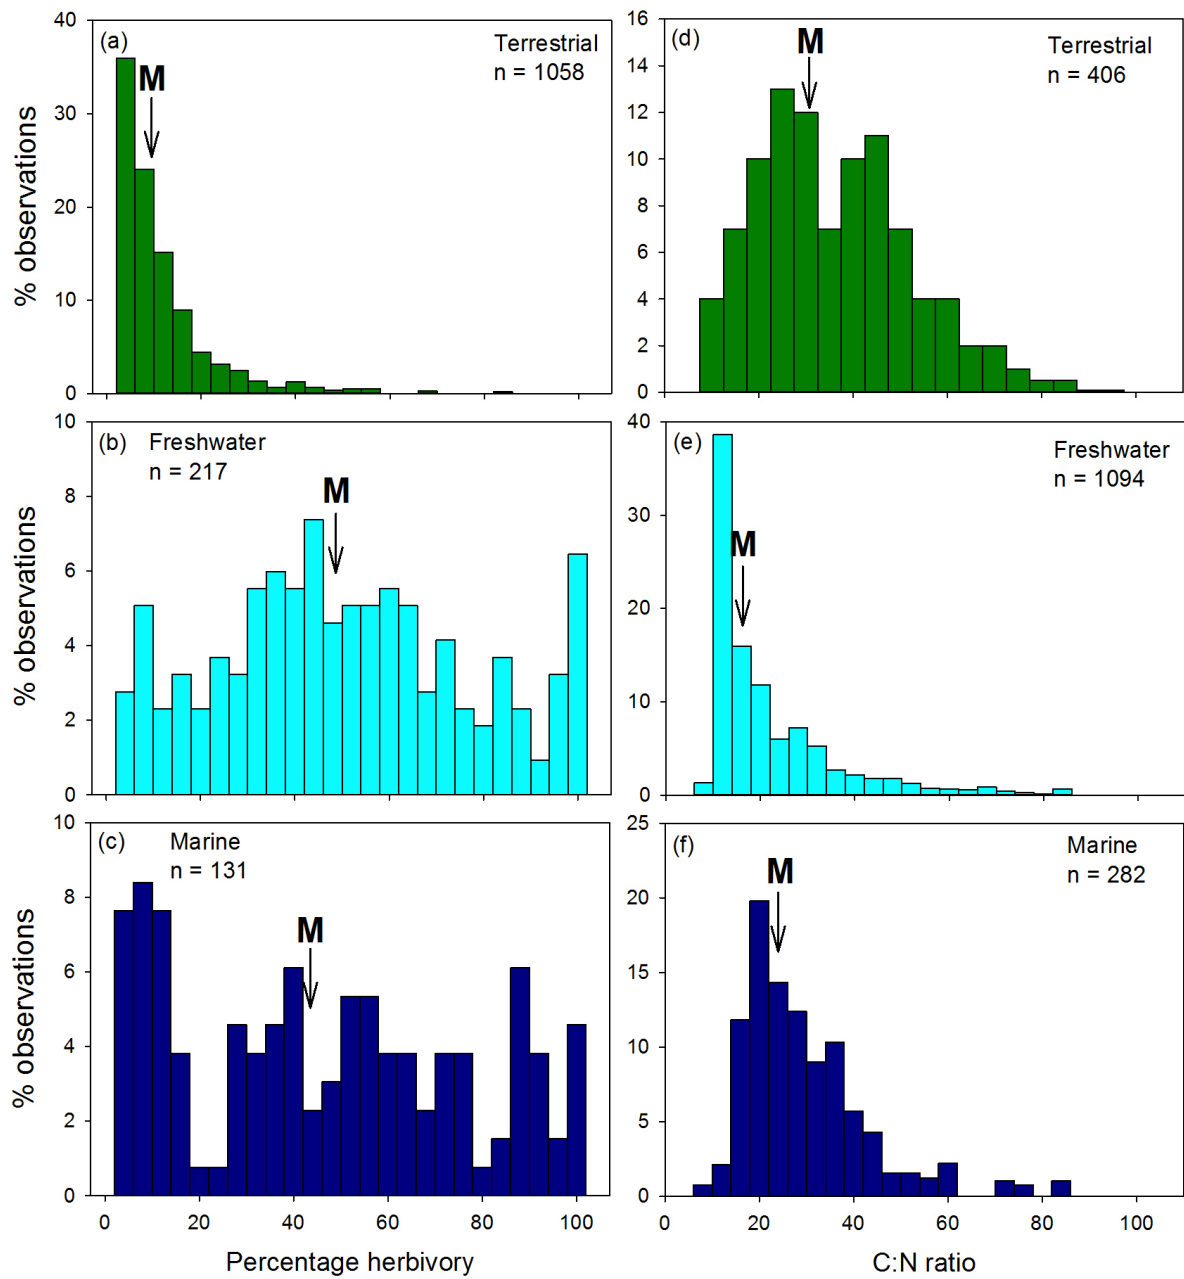 (a)
Terrestrial
n = 1058
M
% observations
40
30
20
10
0
(d)
Terrestrial
n = 406
M
16
14
12
10
8
6
4
2
0
(b)
Freshwater
n = 217
M
% observations
10
8
6
4
2
0
(e)
Freshwater
n = 1094
M
40
30
20
10
0
(c)
Marine
n = 131
M
% observations
10
8
6
4
2
0
0 20 40 60 80 100
Percentage herbivory
(f)
Marine
n = 282
M
25
20
15
10
5
0
0 20 40 60 80 100
C:N ratio